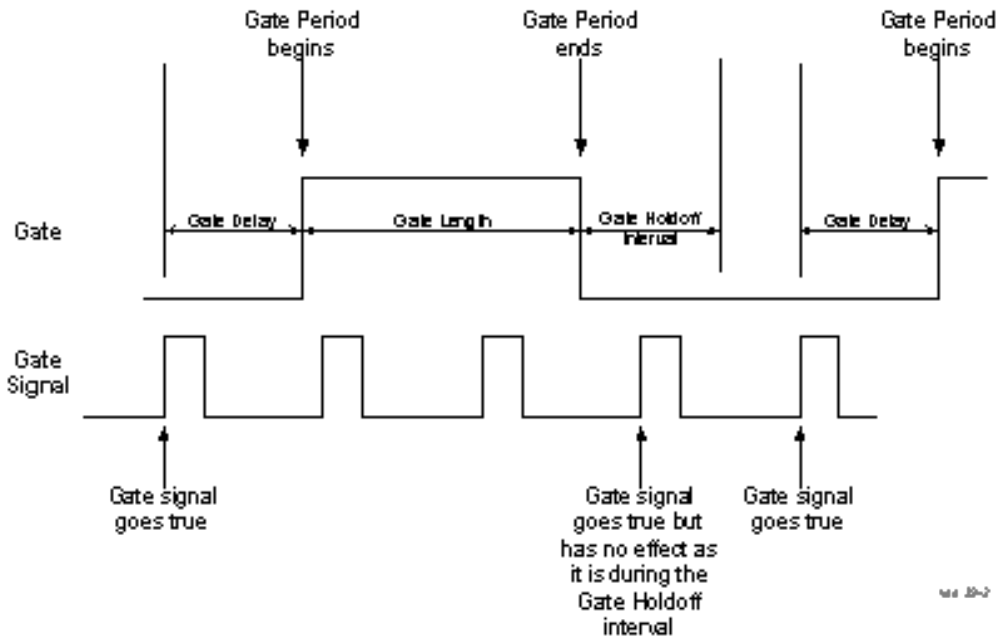 Gate Period
begins
Gate Period
ends
Gate Period
begins
Gate
Gate Delay
Gate Length
Gate Holdoff
Interval
Gate Delay
Gate
Signal
Gate signal
goes true
Gate signal
goes true but
has no effect as
it is during the
Gate Holdoff
interval
Gate signal
goes true